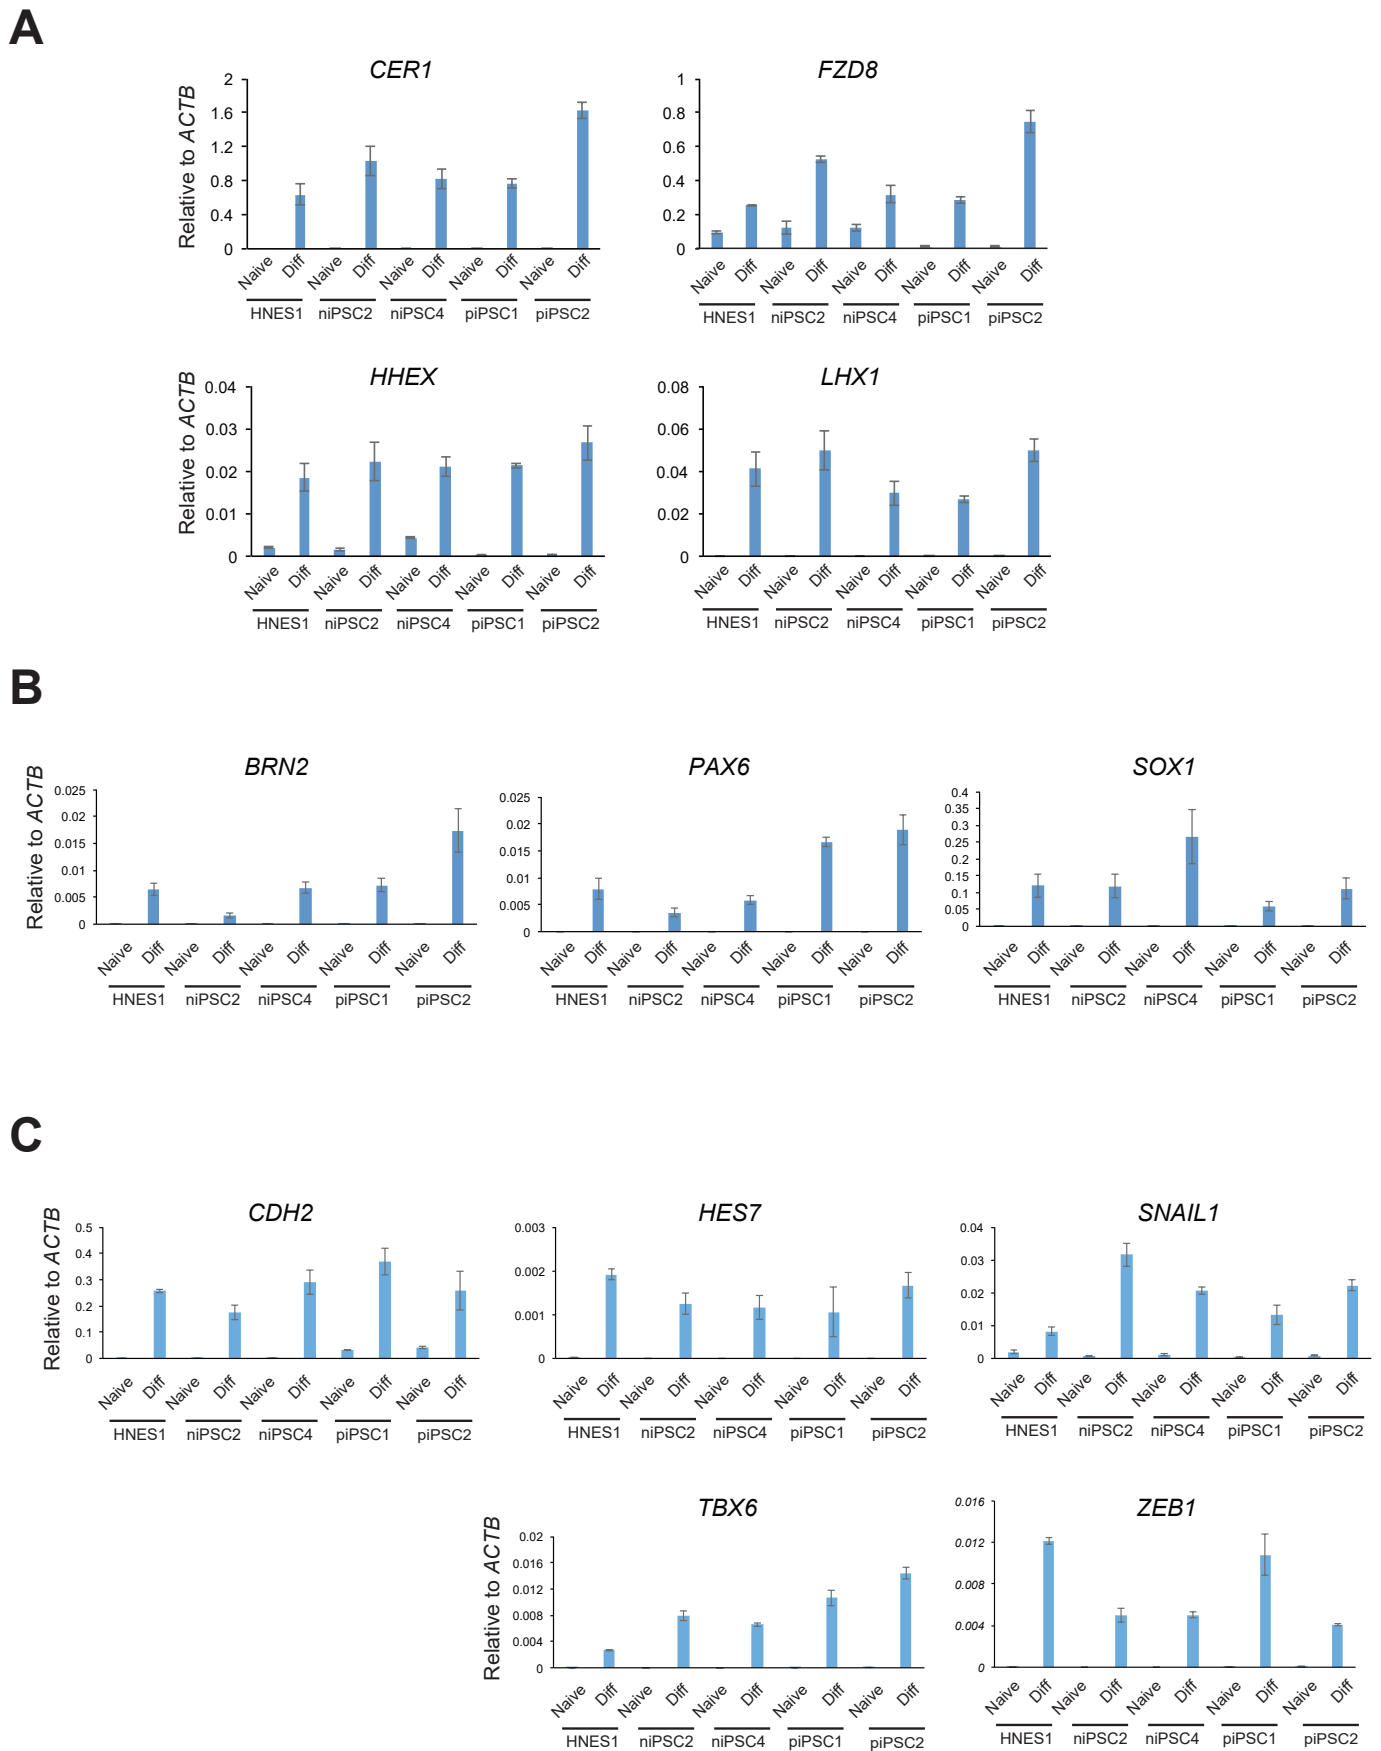 A
CER1
Relative to ACTB
2
1.6
1.2
0.8
0.4
0
Naive Diff Naive Diff Naive Diff Naive Diff Naive Diff
HNES1 niPSC2 niPSC4 piPSC1 piPSC2
FZD8
1
0.8
0.6
0.4
0.2
0
Naive Diff Naive Diff Naive Diff Naive Diff Naive Diff
HNES1 niPSC2 niPSC4 piPSC1 piPSC2
HHEX
Relative to ACTB
0.04
0.03
0.02
0.01
0
Naive Diff Naive Diff Naive Diff Naive Diff Naive Diff
HNES1 niPSC2 niPSC4 piPSC1 piPSC2
LHX1
0.08
0.06
0.04
0.02
0
Naive Diff Naive Diff Naive Diff Naive Diff Naive Diff
HNES1 niPSC2 niPSC4 piPSC1 piPSC2
B
BRN2
Relative to ACTB
0.025
0.02
0.015
0.01
0.005
0
Naive Diff Naive Diff Naive Diff Naive Diff Naive Diff
HNES1 niPSC2 niPSC4 piPSC1 piPSC2
PAX6
0.025
0.02
0.015
0.01
0.005
0
Naive Diff Naive Diff Naive Diff Naive Diff Naive Diff
HNES1 niPSC2 niPSC4 piPSC1 piPSC2
SOX1
0.4
0.35
0.3
0.25
0.2
0.15
0.1
0.05
0
Naive Diff Naive Diff Naive Diff Naive Diff Naive Diff
HNES1 niPSC2 niPSC4 piPSC1 piPSC2
C
CDH2
Relative to ACTB
0.5
0.4
0.3
0.2
0.1
0
Naive Diff Naive Diff Naive Diff Naive Diff Naive Diff
HNES1 niPSC2 niPSC4 piPSC1 piPSC2
HES7
0.003
0.002
0.001
0
Naive Diff Naive Diff Naive Diff Naive Diff Naive Diff
HNES1 niPSC2 niPSC4 piPSC1 piPSC2
SNAIL1
0.04
0.03
0.02
0.01
0
Naive Diff Naive Diff Naive Diff Naive Diff Naive Diff
HNES1 niPSC2 niPSC4 piPSC1 piPSC2
TBX6
Relative to ACTB
0.02
0.016
0.012
0.008
0.004
0
Naive Diff Naive Diff Naive Diff Naive Diff Naive Diff
HNES1 niPSC2 niPSC4 piPSC1 piPSC2
ZEB1
0.016
0.012
0.008
0.004
0
Naive Diff Naive Diff Naive Diff Naive Diff Naive Diff
HNES1 niPSC2 niPSC4 piPSC1 piPSC2